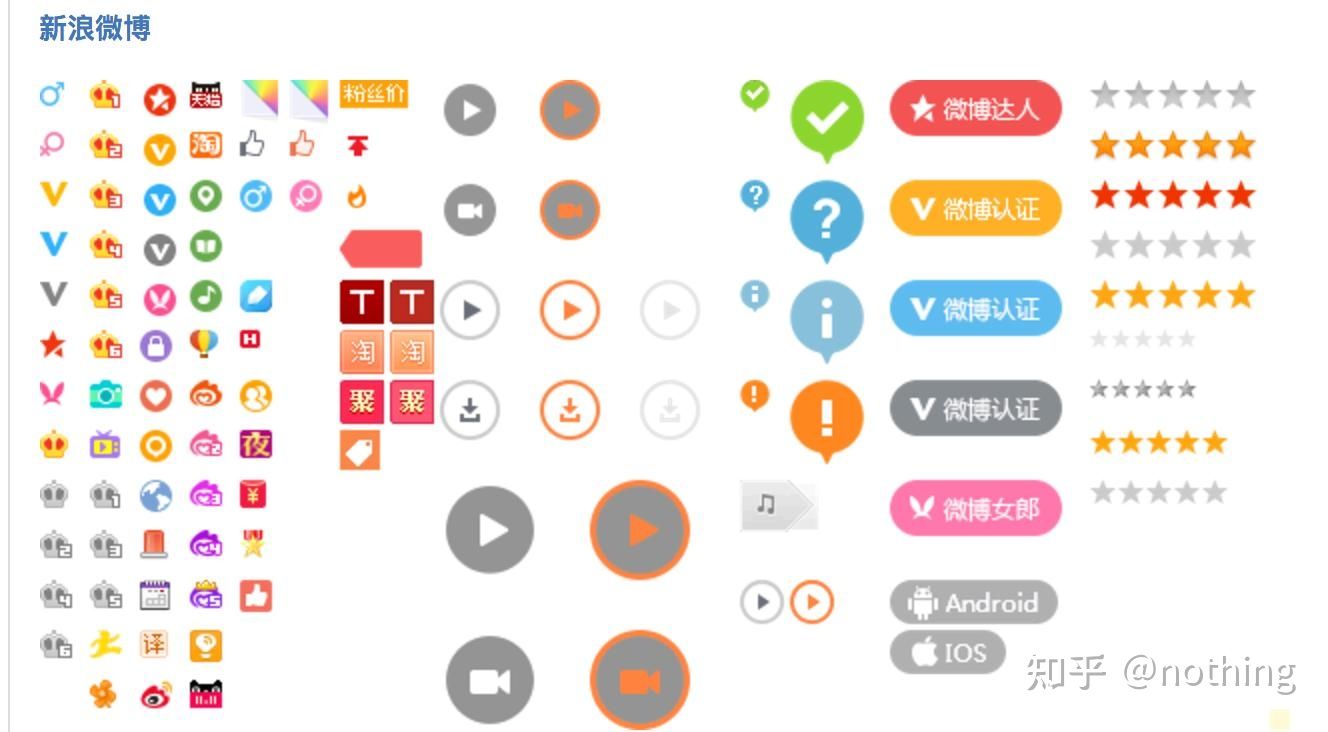 新浪微博
天猫
粉丝价
淘
微博达人
微博认证
微博认证
T T
淘 淘
聚 聚
H
微博认证
夜
¥
微博女郎
译
Android
IOS
知乎 @nothing